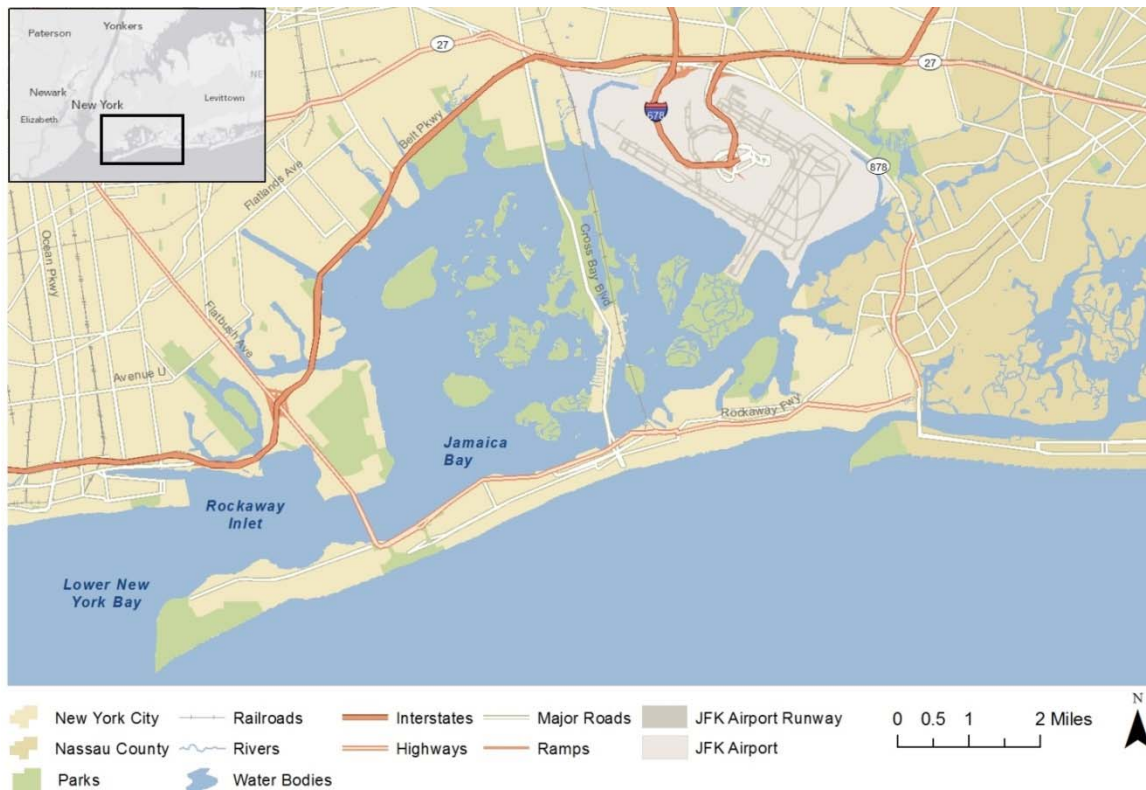 Paterson
Yonkers
Newark
New York
Levittown
Elizabeth
NE
27
27
678
878
Belt Pkwy
Flatlands Ave
Ocean Pkwy
Flatbush Ave
Avenue U
Cross Bay Blvd
Rockaway Fwy
Jamaica
Bay
Rockaway
Inlet
Lower New
York Bay
New York City
Railroads
Interstates
Major Roads
JFK Airport Runway
Nassau County
Rivers
Highways
Ramps
JFK Airport
Parks
Water Bodies
0 0.5 1 2 Miles
N